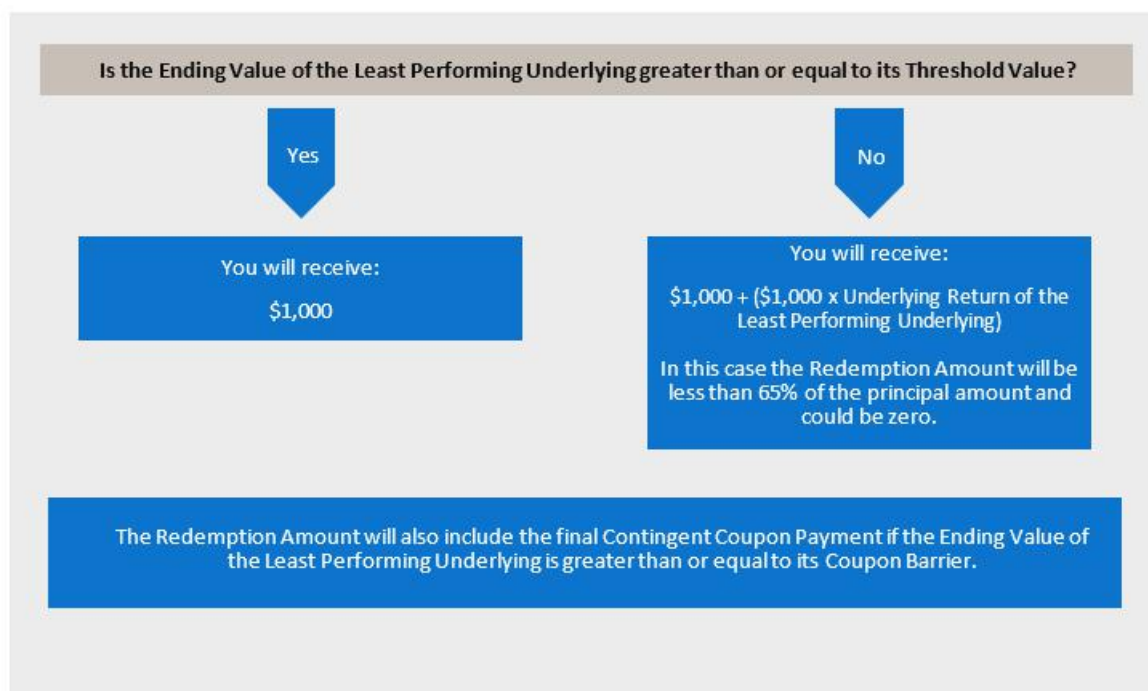 Is the Ending Value of the Least Performing Underlying greater than or equal to its Threshold Value?
Yes
No
You will receive:
$1,000
You will receive:
$1,000 + ($1,000 x Underlying Return of the
Least Performing Underlying)
In this case the Redemption Amount will be
less than 65% of the principal amount and
could be zero.
The Redemption Amount will also include the final Contingent Coupon Payment if the Ending Value of
the Least Performing Underlying is greater than or equal to its Coupon Barrier.